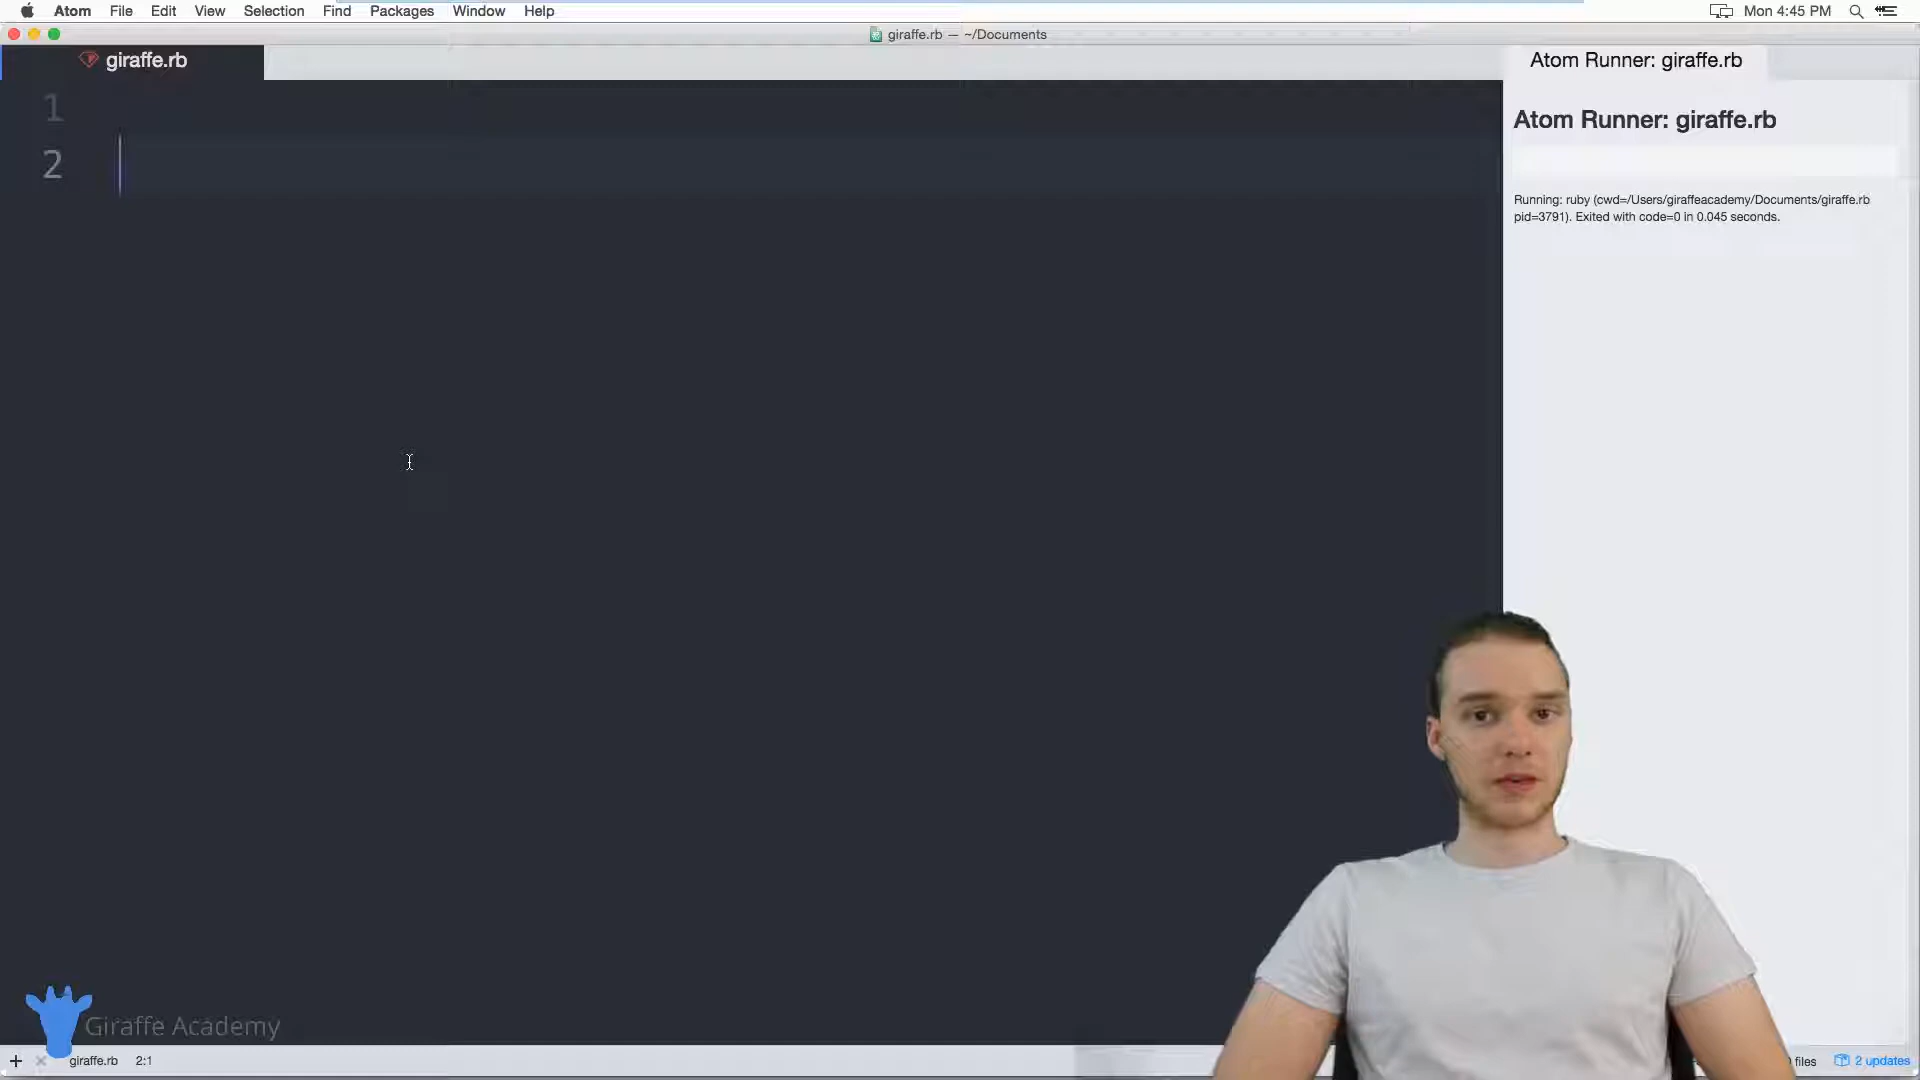 Atom File Edit View Selection Find Packages Window Help Mon 4:45 PM
giraffe.rb — ~/Documents
giraffe.rb
Atom Runner: giraffe.rb
1
2
Atom Runner: giraffe.rb
Running: ruby (cwd=/Users/giraffeacademy/Documents/giraffe.rb
pid=3791). Exited with code=0 in 0.045 seconds.
Giraffe Academy
giraffe.rb 2:1 files 2 updates